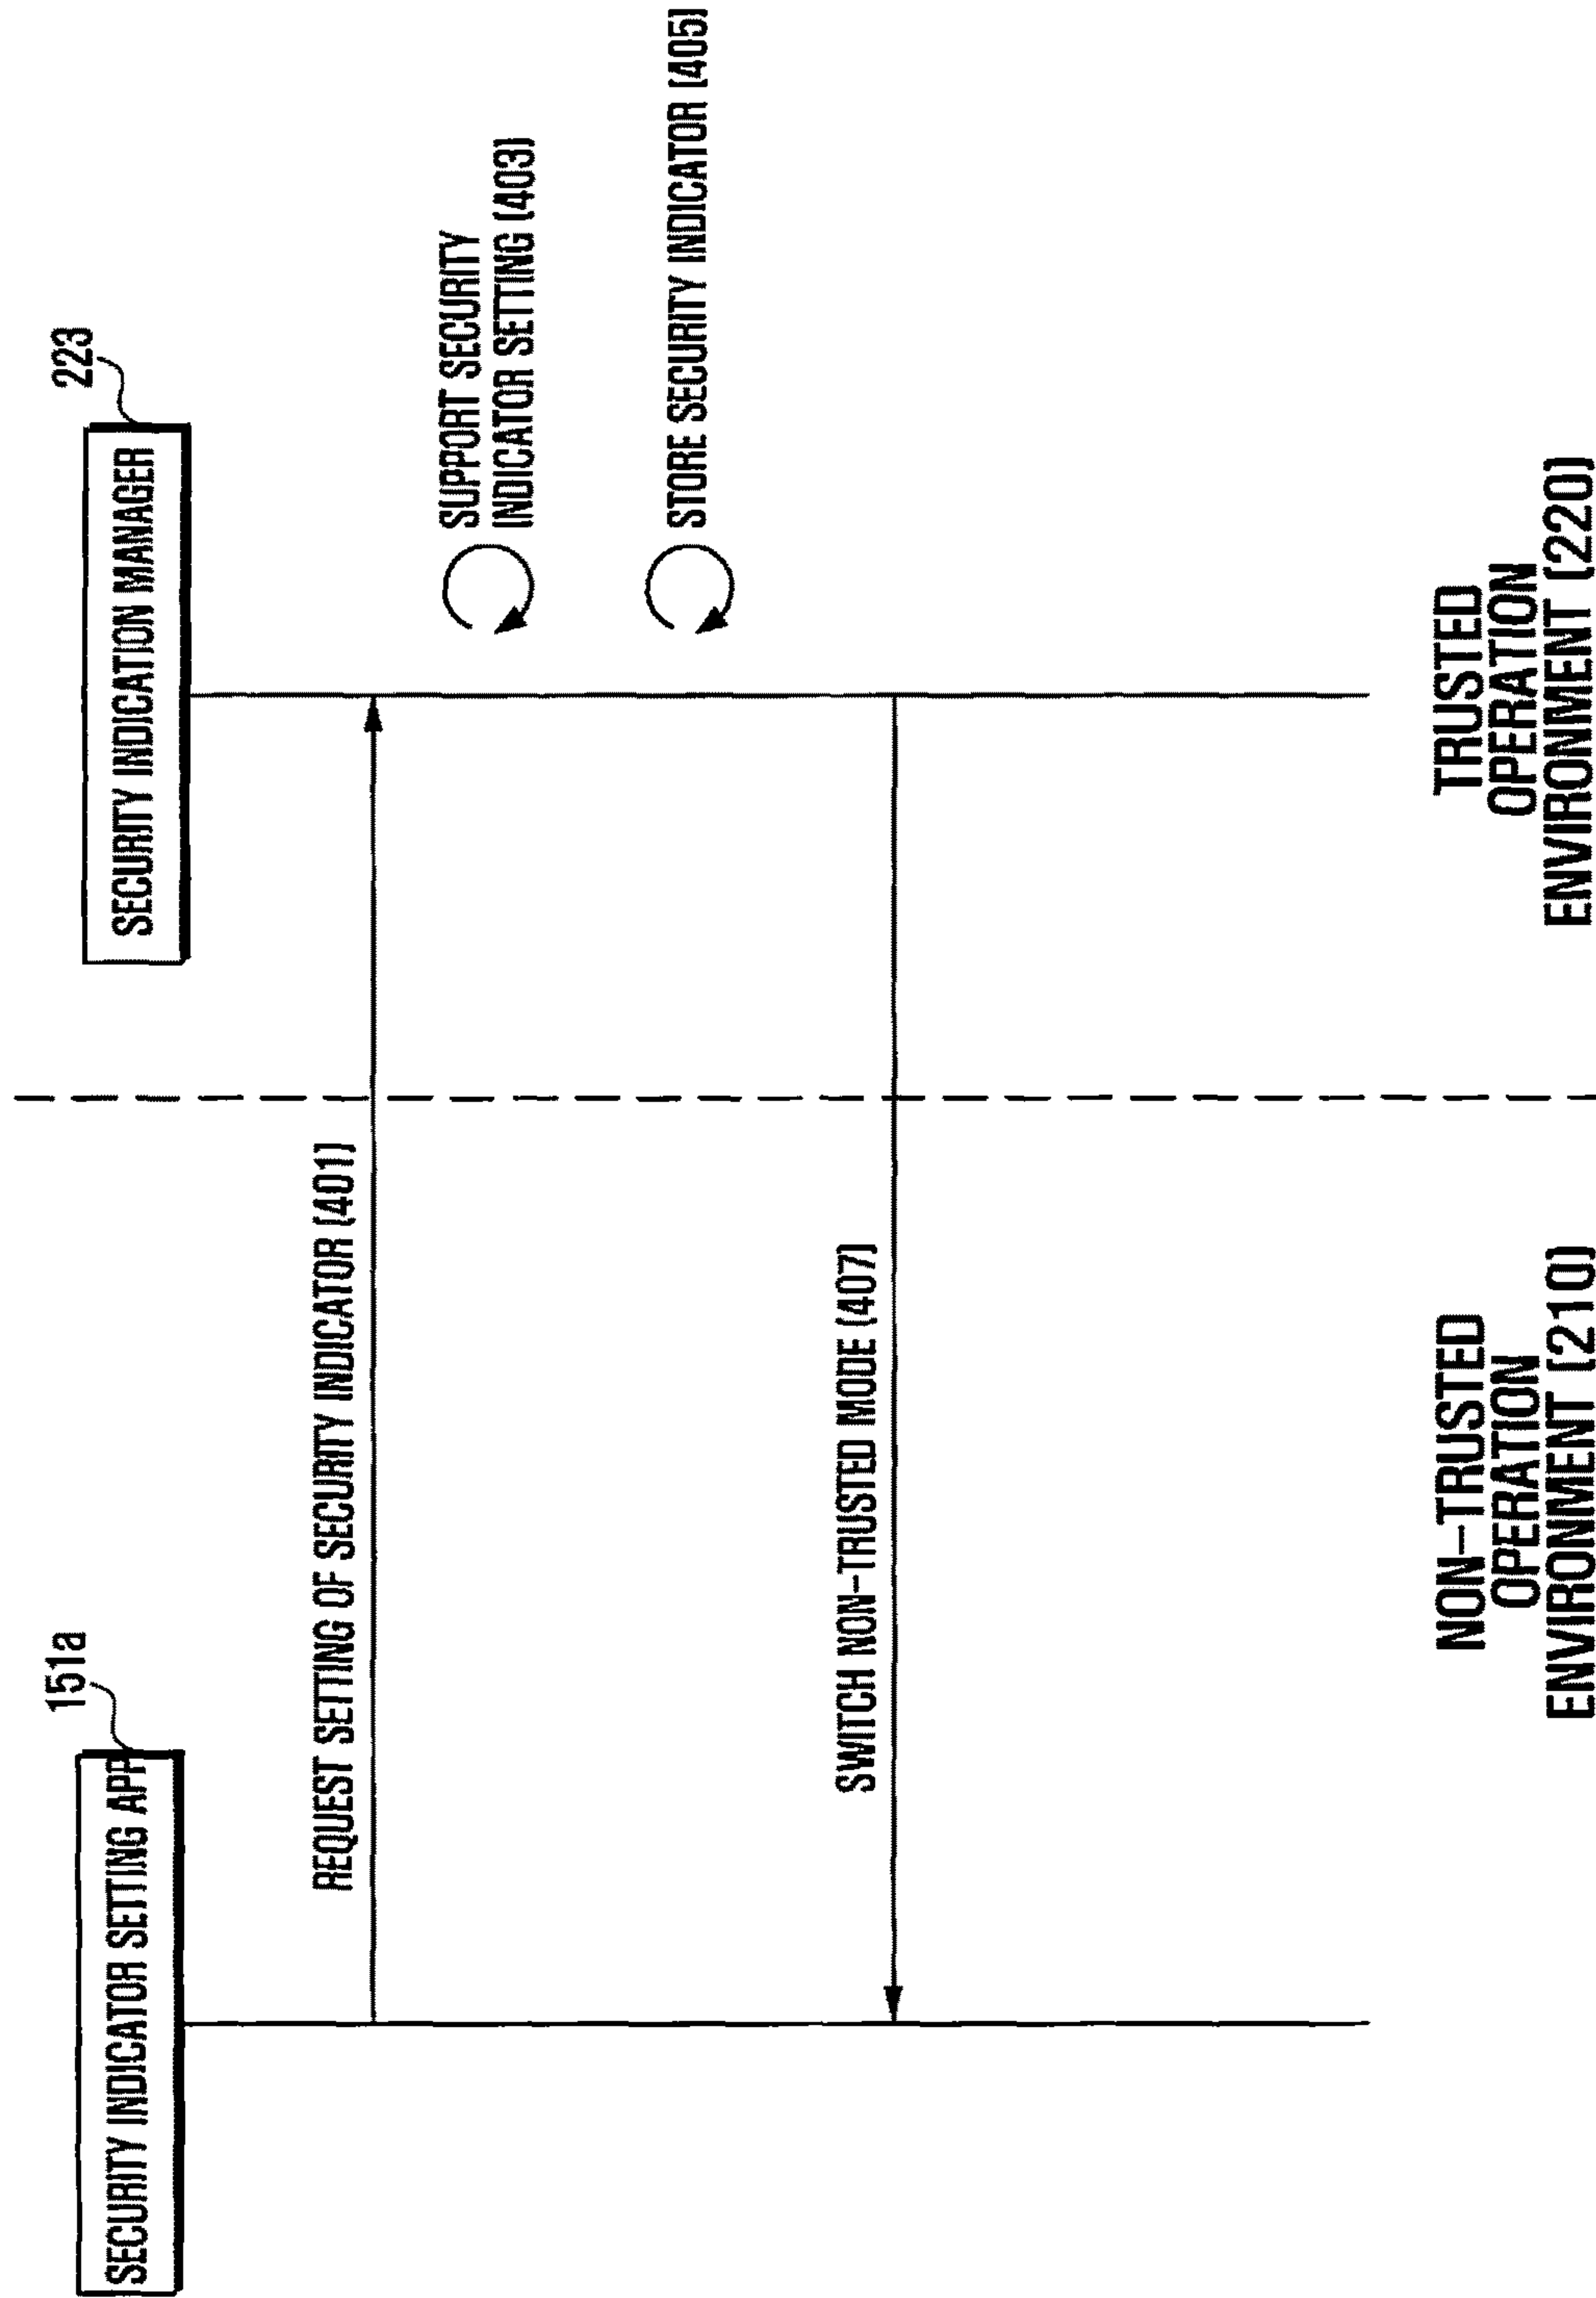 151a
223
SECURITY INDICATOR SETTING APP
SECURITY INDICATION MANAGER
REQUEST SETTING OF SECURITY INDICATOR (401)
SUPPORT SECURITY
INDICATOR SETTING (403)
STORE SECURITY INDICATOR (405)
SWITCH NON-TRUSTED MODE (407)
NON-TRUSTED
OPERATION
ENVIRONMENT (210)
TRUSTED
OPERATION
ENVIRONMENT (220)